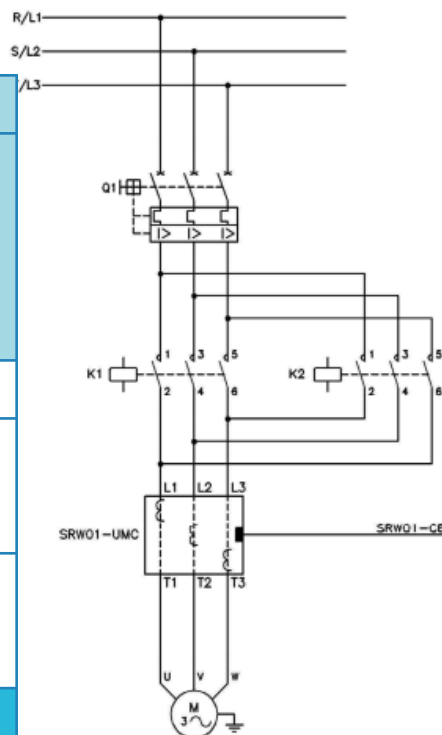 R/L1
S/L2
/L3
Q1
I> I> I>
1 3 5 1 3 5
K1 K2
2 4 6 2 4 6
L1 L2 L3
SRW01-UMC
SRW01-CB
T1 T2 T3
U V W
M
3